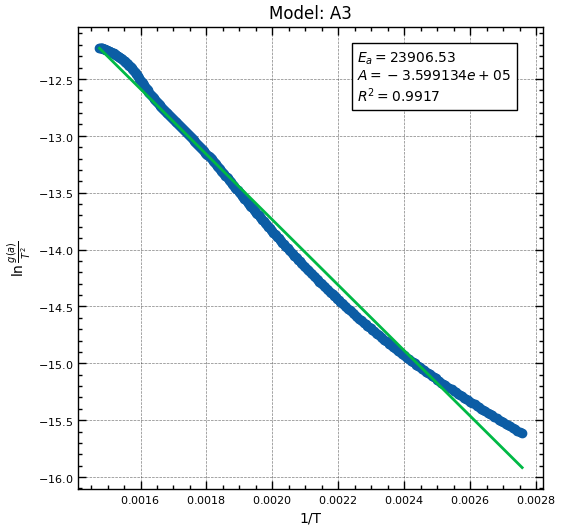 Model: A3
E_a = 23906.53
A = −3.599134e + 05
R² = 0.9917
−12.5
−13.0
−13.5
−14.0
−14.5
−15.0
−15.5
−16.0
ln g(a)/T²
0.0016 0.0018 0.0020 0.0022 0.0024 0.0026 0.0028
1/T